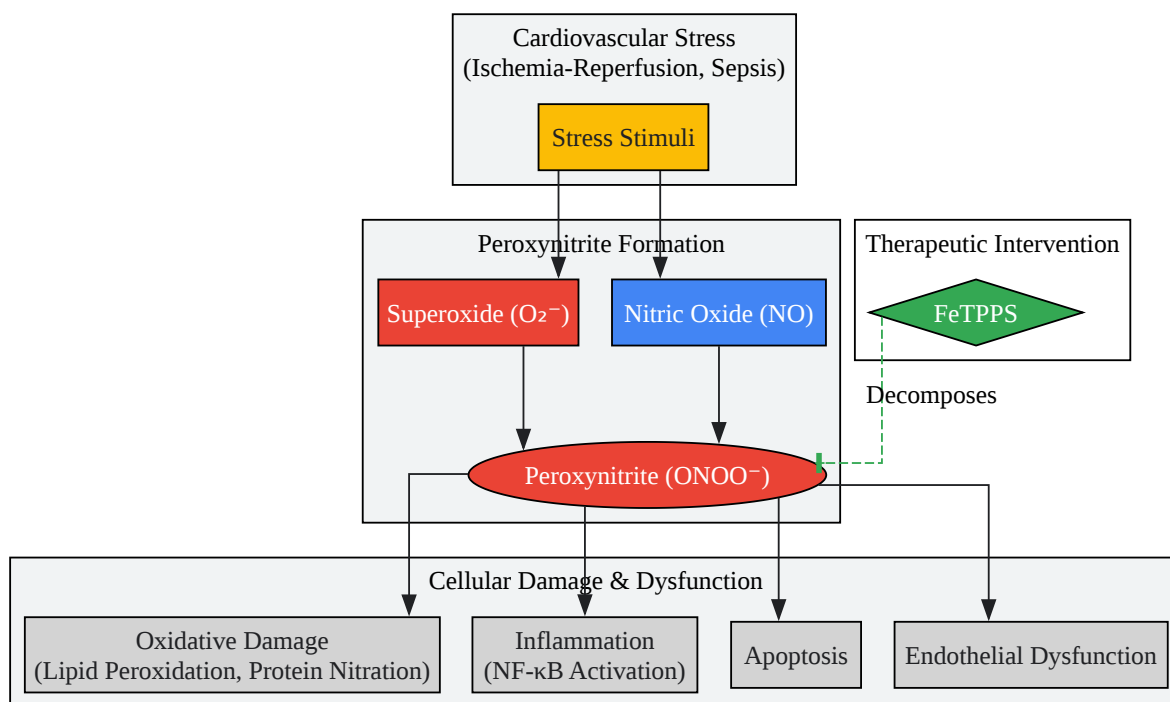 Cardiovascular Stress
(Ischemia-Reperfusion, Sepsis)
Stress Stimuli
Peroxynitrite Formation
Therapeutic Intervention
Superoxide (O₂⁻)
Nitric Oxide (NO)
FeTPPS
Decomposes
Peroxynitrite (ONOO⁻)
Cellular Damage & Dysfunction
Oxidative Damage
(Lipid Peroxidation, Protein Nitration)
Inflammation
(NF-κB Activation)
Apoptosis
Endothelial Dysfunction